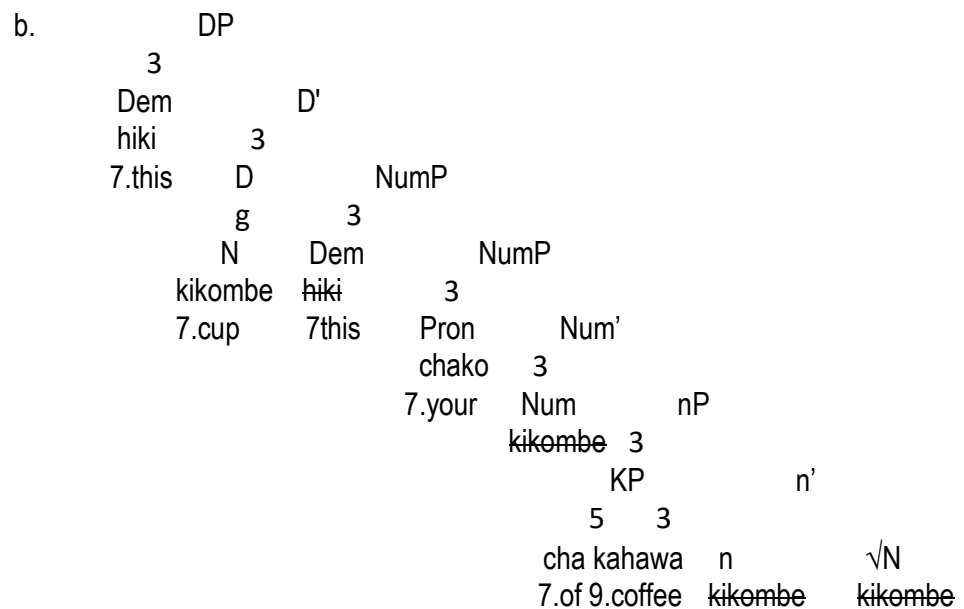 b. DP
3
Dem D'
hiki 3
7.this D NumP
g 3
N Dem NumP
kikombe hiki 3
7.cup 7this Pron Num’
chako 3
7.your Num nP
kikombe 3
KP n’
5 3
cha kahawa n √N
7.of 9.coffee kikombe kikombe